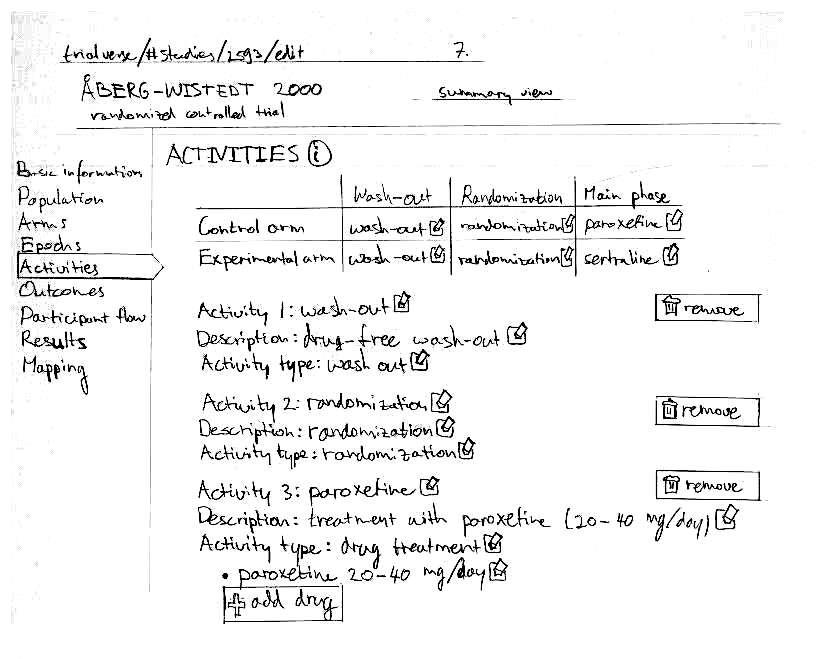 trialverse/#studies/2593/edit 7.
ÅBERG-WISTEDT 2000
summary view
randomized controlled trial
ACTIVITIES i
Basic information
Population
Arms
Epochs
Activities
Outcomes
Participant flow
Results
Mapping
Wash-out Randomization Main phase
Control arm wash-out randomization paroxetine
Experimental arm wash-out randomization sertraline
Activity 1: wash-out
remove
Description: drug-free wash-out
Activity type: wash out
Activity 2: randomization
remove
Description: randomization
Activity type: randomization
Activity 3: paroxetine
remove
Description: treatment with paroxetine (20-40 mg/day)
Activity type: drug treatment
• paroxetine 20-40 mg/day
add drug